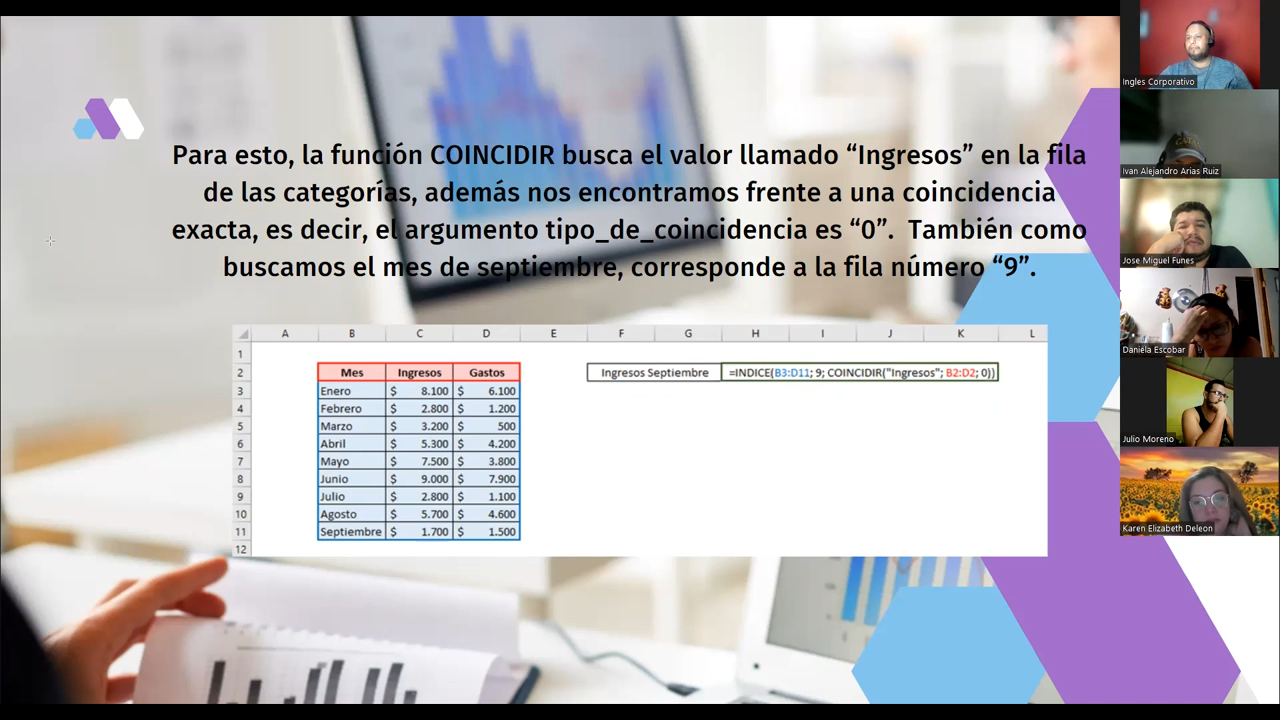 Para esto, la función COINCIDIR busca el valor llamado “Ingresos” en la fila
de las categorías, además nos encontramos frente a una coincidencia
exacta, es decir, el argumento tipo_de_coincidencia es “0”.  También como
buscamos el mes de septiembre, corresponde a la fila número “9”.
A B C D E F G H I J K L
1
2 Mes Ingresos Gastos Ingresos Septiembre =INDICE(B3:D11; 9; COINCIDIR("Ingresos"; B2:D2; 0))
3 Enero $ 8.100 $ 6.100
4 Febrero $ 2.800 $ 1.200
5 Marzo $ 3.200 $ 500
6 Abril $ 5.300 $ 4.200
7 Mayo $ 7.500 $ 3.800
8 Junio $ 9.000 $ 7.900
9 Julio $ 2.800 $ 1.100
10 Agosto $ 5.700 $ 4.600
11 Septiembre $ 1.700 $ 1.500
12
Ingles Corporativo
Ivan Alejandro Arias Ruiz
Jose Miguel Funes
Daniela Escobar
Julio Moreno
Karen Elizabeth Deleon